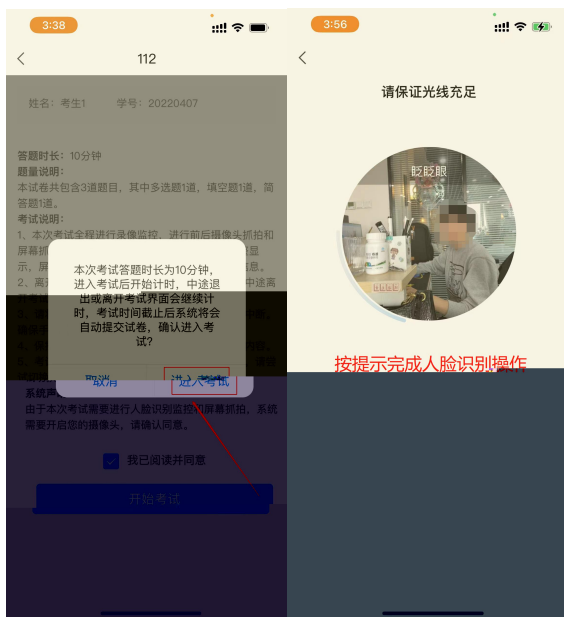 3:38
112
姓名：考生1 学号：20220407
答题时长：10分钟
题量说明：
本试卷共包含3道题目，其中多选题1道，填空题1道，简
答题1道。
考试说明：
1、本次考试全程进行录像监控，进行前后摄像头抓拍和
屏幕抓
示，屏
2、离
本次考试答题时长为10分钟，
进入考试后开始计时，中途退
出或离开考试界面会继续计
时，考试时间截止后系统将会
自动提交试卷，确认进入考
试?
取消 进入考试
系统声
由于本次考试需要进行人脸识别监控和屏幕抓拍，系统
需要开启您的摄像头，请确认同意。
我已阅读并同意
开始考试
3:56
请保证光线充足
眨眨眼
按提示完成人脸识别操作